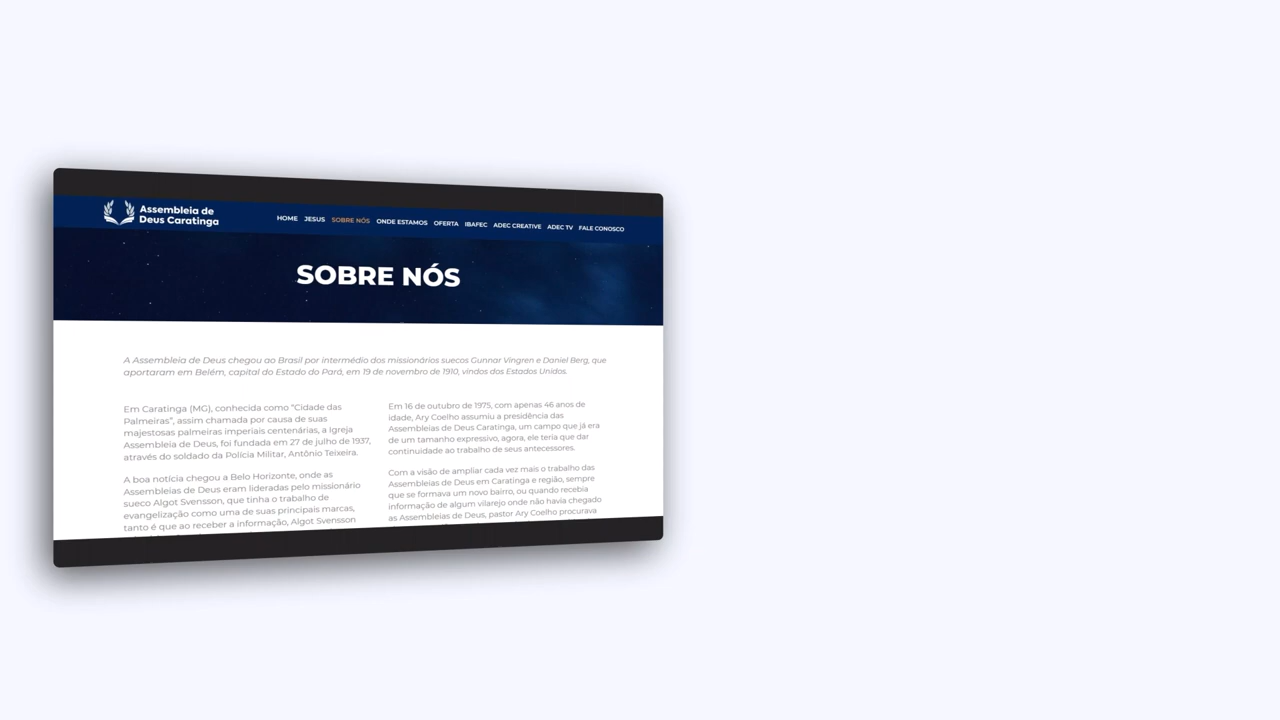 Assembleia de
Deus Caratinga
HOME JESUS SOBRE NÓS ONDE ESTAMOS OFERTA IBAFEC ADEC CREATIVE ADEC TV FALE CONOSCO
SOBRE NÓS
A Assembleia de Deus chegou ao Brasil por intermédio dos missionários suecos Gunnar Vingren e Daniel Berg, que
aportaram em Belém, capital do Estado do Pará, em 19 de novembro de 1910, vindos dos Estados Unidos.
Em Caratinga (MG), conhecida como “Cidade das
Palmeiras”, assim chamada por causa de suas
majestosas palmeiras imperiais centenárias, a Igreja
Assembleia de Deus, foi fundada em 27 de julho de 1937,
através do soldado da Polícia Militar, Antônio Teixeira.
A boa notícia chegou a Belo Horizonte, onde as
Assembleias de Deus eram lideradas pelo missionário
sueco Algot Svensson, que tinha o trabalho de
evangelização como uma de suas principais marcas,
tanto é que ao receber a informação, Algot Svensson
Em 16 de outubro de 1975, com apenas 46 anos de
idade, Ary Coelho assumiu a presidência das
Assembleias de Deus Caratinga, um campo que já era
de um tamanho expressivo, agora, ele teria que dar
continuidade ao trabalho de seus antecessores.
Com a visão de ampliar cada vez mais o trabalho das
Assembleias de Deus em Caratinga e região, sempre
que se formava um novo bairro, ou quando recebia
informação de algum vilarejo onde não havia chegado
as Assembleias de Deus, pastor Ary Coelho procurava